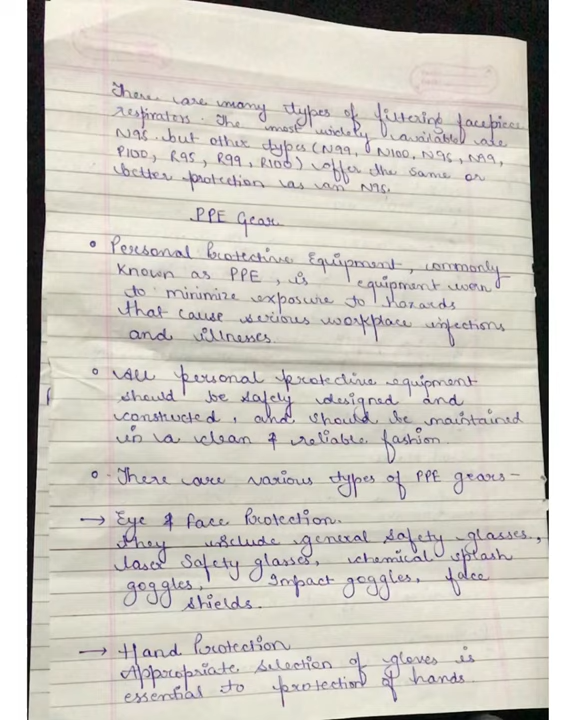 There are many types of filtering facepiece
respirators. The most widely available are
N95 but other types (N99, N100, N95, N99,
P100, R95, R99, R100) offer the same or
better protection as an N95.
PPE Gear
• Personal Protective Equipment, commonly
known as PPE, is equipment worn
to minimize exposure to hazards
that cause serious workplace infections
and illnesses.
• All personal protective equipment
should be safely designed and
constructed, and should be maintained
in a clean & reliable fashion
• There are various types of PPE gears-
→ Eye & Face Protection.
They include general safety glasses,
laser safety glasses, chemical splash
goggles, Impact goggles, face
shields.
→ Hand Protection
Appropriate selection of gloves is
essential to protection of hands.